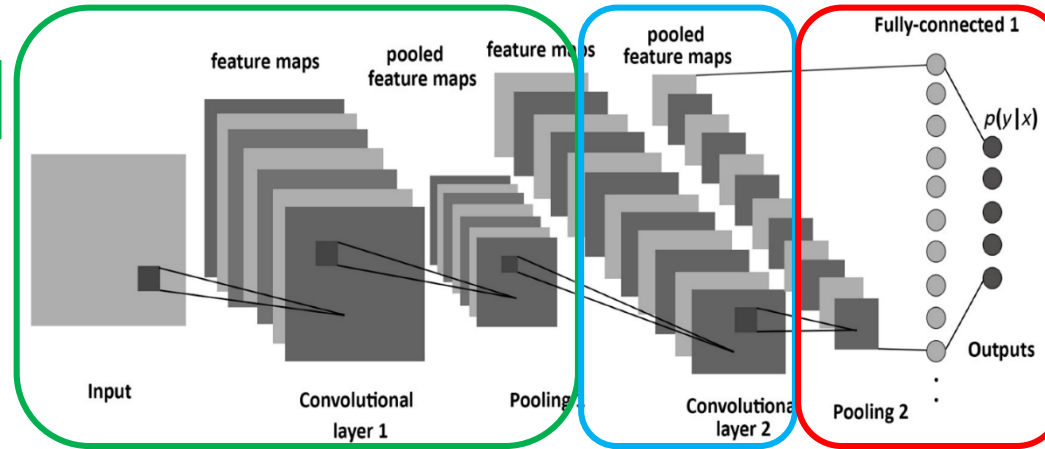 feature maps
pooled
feature maps
feature maps
pooled
feature maps
Fully-connected 1
p(y|x)
Input
Convolutional
layer 1
Pooling
Convolutional
layer 2
Pooling 2
Outputs